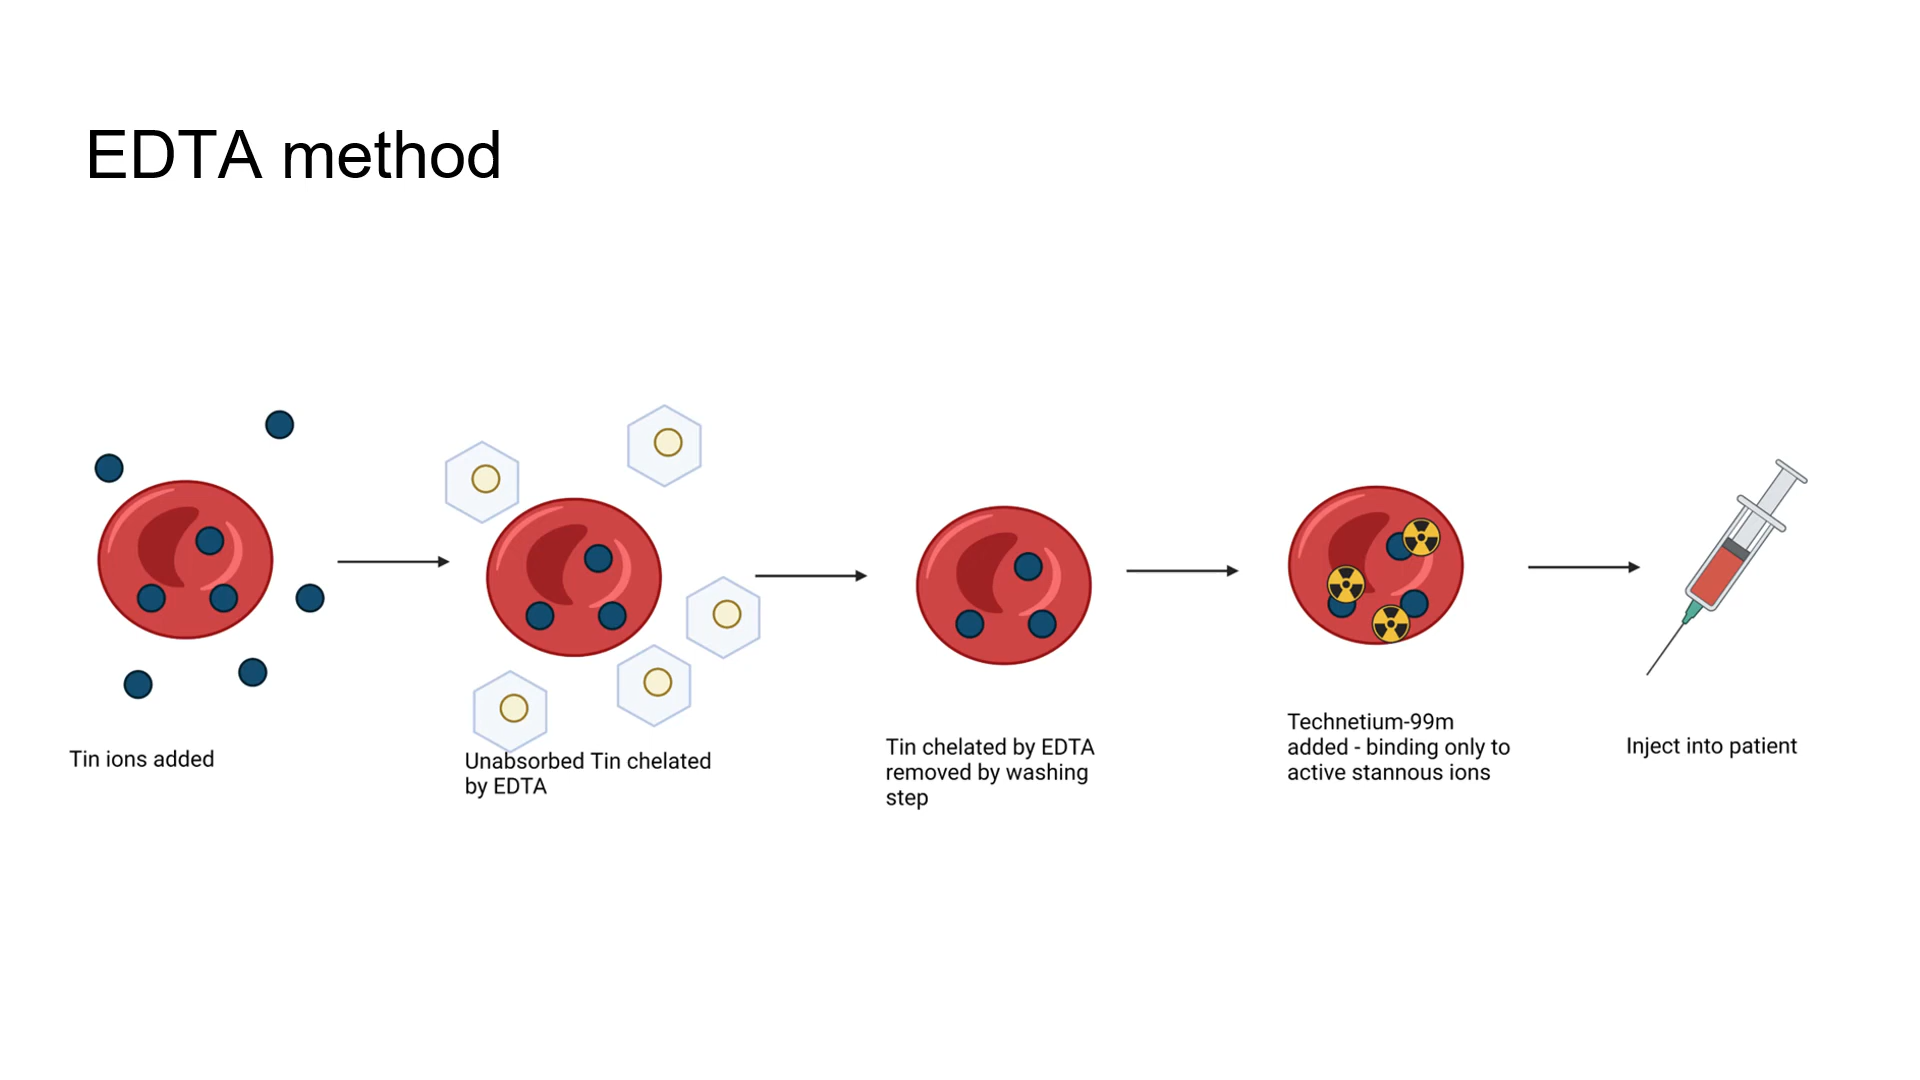 EDTA method
Tin ions added
Unabsorbed Tin chelated
by EDTA
Tin chelated by EDTA
removed by washing
step
Technetium-99m
added - binding only to
active stannous ions
Inject into patient